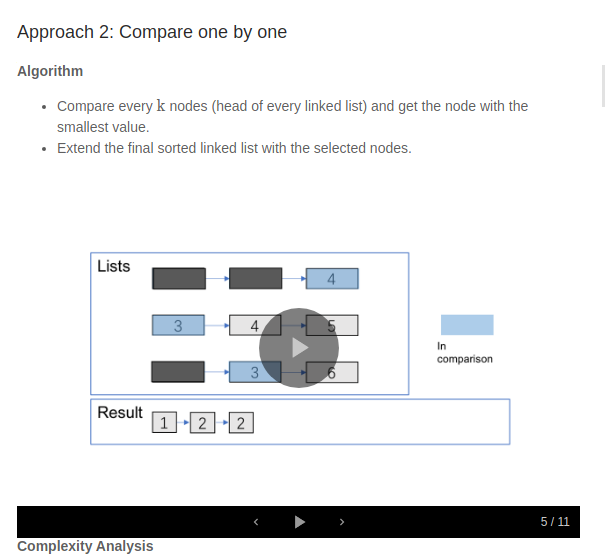 Approach 2: Compare one by one
Algorithm
• Compare every k nodes (head of every linked list) and get the node with the
smallest value.
• Extend the final sorted linked list with the selected nodes.
Lists
4
3 4 5
3 6
In
comparison
Result
1 2 2
5 / 11
Complexity Analysis